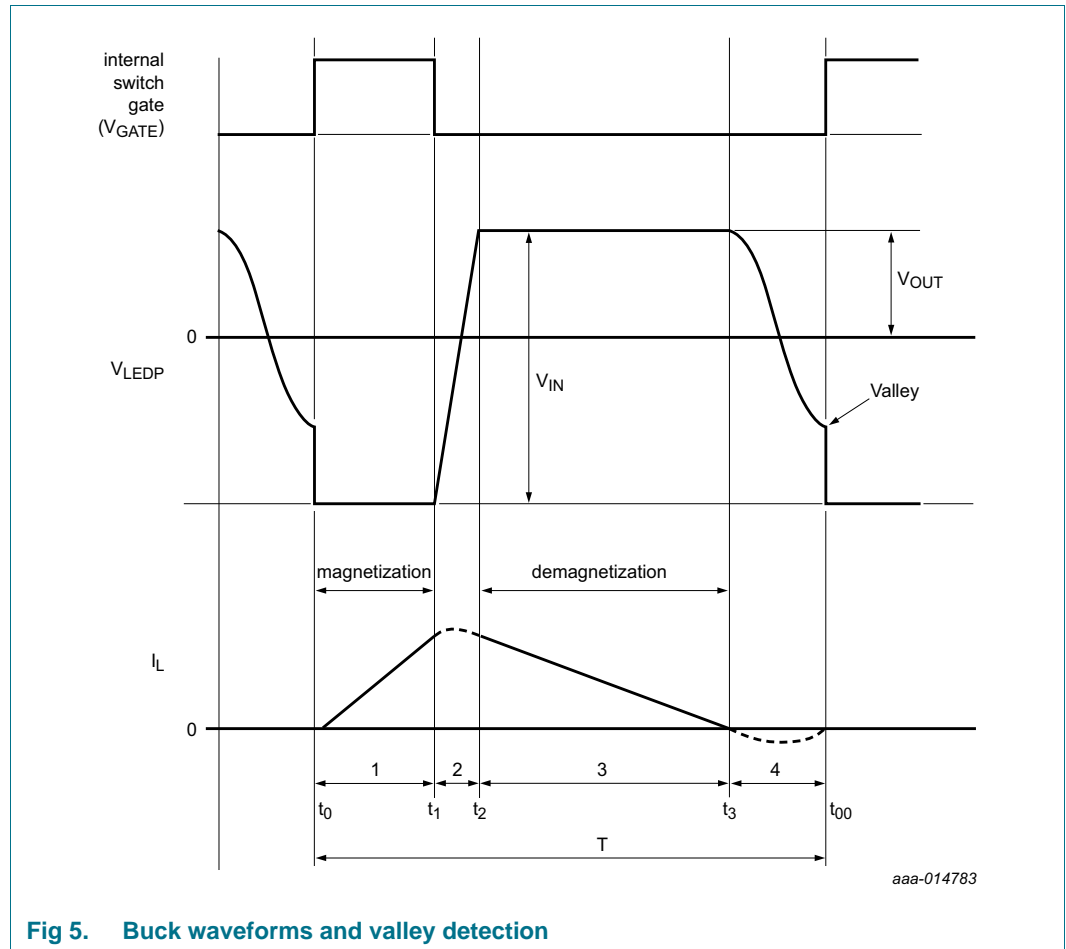 internal
switch
gate
(VGATE)
0
VLEDP
VIN
VOUT
Valley
magnetization
demagnetization
IL
0
1
2
3
4
t0
t1
t2
t3
t00
T
aaa-014783
Fig 5. Buck waveforms and valley detection